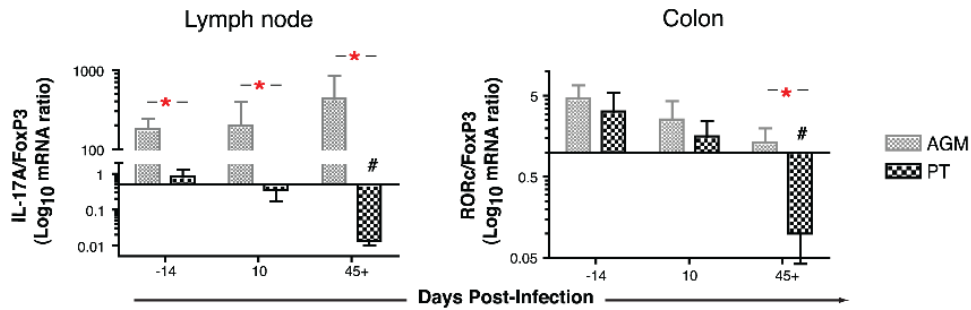 Lymph node
Colon
IL-17A/FoxP3
(Log10 mRNA ratio)
1000
100
1
0.1
0.01
*
*
*
#
-14
10
45+
RORc/FoxP3
(Log10 mRNA ratio)
5
0.5
0.05
*
#
-14
10
45+
AGM
PT
Days Post-Infection